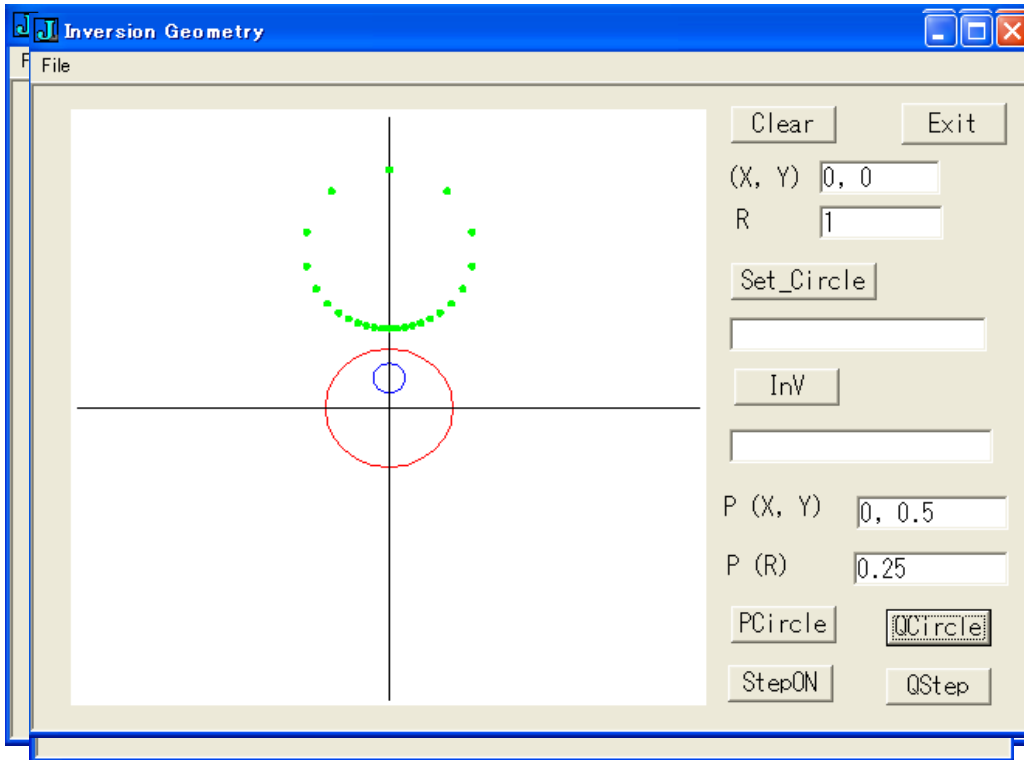 Inversion Geometry
F File
Clear Exit
(X, Y) 0, 0
R 1
Set_Circle
InV
P (X, Y) 0, 0.5
P (R) 0.25
PCircle QCircle
StepON QStep